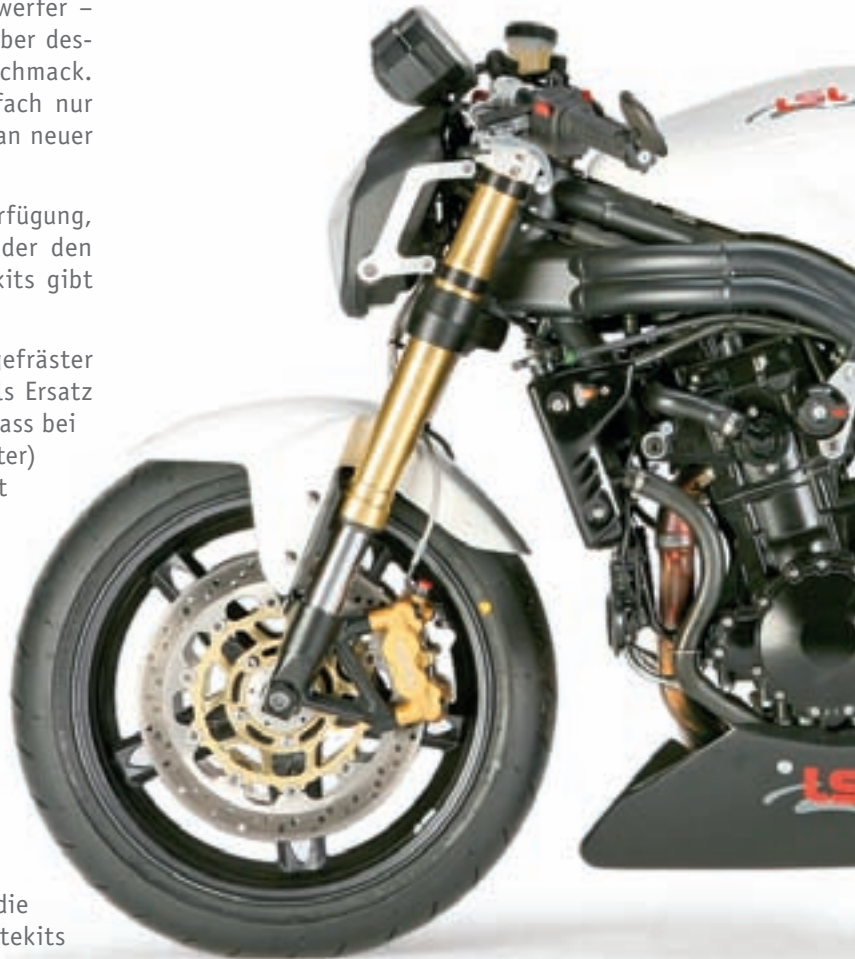 werfer –
ber des-
chmack.
fach nur
an neuer
rfügung,
der den
kits gibt
gefräster
ls Ersatz
ass bei
ter)
t
die
tekits
LSL
LS